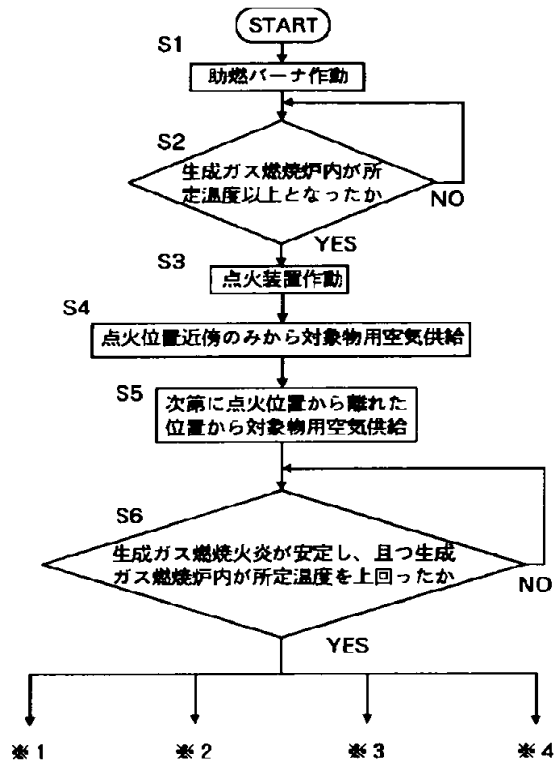 START
S1
助燃バーナ作動
S2
生成ガス燃焼炉内が所
定温度以上となったか
NO
YES
S3
点火装置作動
S4
点火位置近傍のみから対象物用空気供給
S5
次第に点火位置から離れた
位置から対象物用空気供給
S6
生成ガス燃焼火炎が安定し、且つ生成
ガス燃焼炉内が所定温度を上回ったか
NO
YES
※1
※2
※3
※4